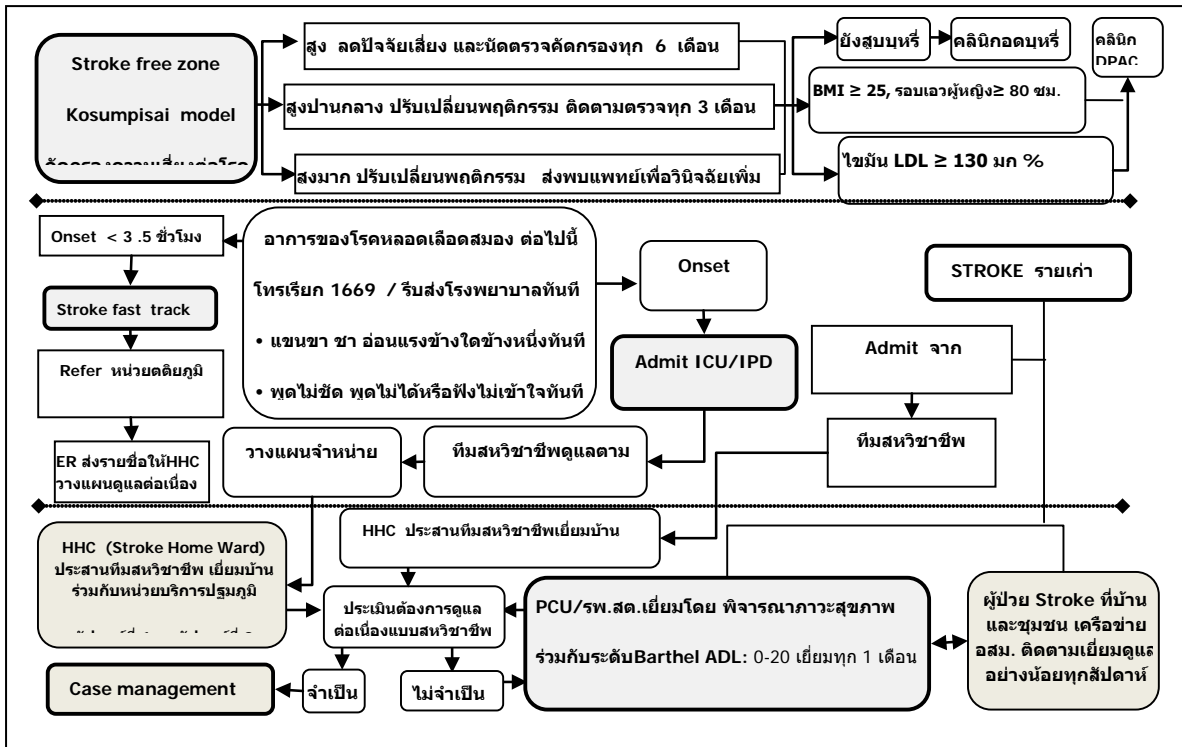 Stroke free zone
Kosumpisai model
สูง ลดปัจจัยเสี่ยง และนัดตรวจคัดกรองทุก 6 เดือน
สูงปานกลาง ปรับเปลี่ยนพฤติกรรม ติดตามตรวจทุก 3 เดือน
สูงมาก ปรับเปลี่ยนพฤติกรรม ส่งพบแพทย์เพื่อวินิจฉัยเพิ่ม
ยังสูบบุหรี่
คลินิกอดบุหรี่
คลินิก
DPAC
BMI ≥ 25, รอบเอวผู้หญิง≥ 80 ซม.
ไขมัน LDL ≥ 130 มก %
Onset < 3 .5 ชั่วโมง
Stroke fast track
Refer หน่วยตติยภูมิ
ER ส่งรายชื่อให้HHC
วางแผนดูแลต่อเนื่อง
อาการของโรคหลอดเลือดสมอง ต่อไปนี้
โทรเรียก 1669 / รีบส่งโรงพยาบาลทันที
• แขนขา ชา อ่อนแรงข้างใดข้างหนึ่งทันที
• พูดไม่ชัด พูดไม่ได้หรือฟังไม่เข้าใจทันที
Onset
Admit ICU/IPD
STROKE รายเก่า
Admit จาก
ทีมสหวิชาชีพ
ทีมสหวิชาชีพดูแลตาม
วางแผนจำหน่าย
HHC (Stroke Home Ward)
ประสานทีมสหวิชาชีพ เยี่ยมบ้าน
ร่วมกับหน่วยบริการปฐมภูมิ
HHC ประสานทีมสหวิชาชีพเยี่ยมบ้าน
ประเมินต้องการดูแล
ต่อเนื่องแบบสหวิชาชีพ
Case management
จำเป็น
ไม่จำเป็น
PCU/รพ.สต.เยี่ยมโดย พิจารณาภาวะสุขภาพ
ร่วมกับระดับBarthel ADL: 0-20 เยี่ยมทุก 1 เดือน
ผู้ป่วย Stroke ที่บ้าน
และชุมชน เครือข่าย
อสม. ติดตามเยี่ยมดูแล
อย่างน้อยทุกสัปดาห์